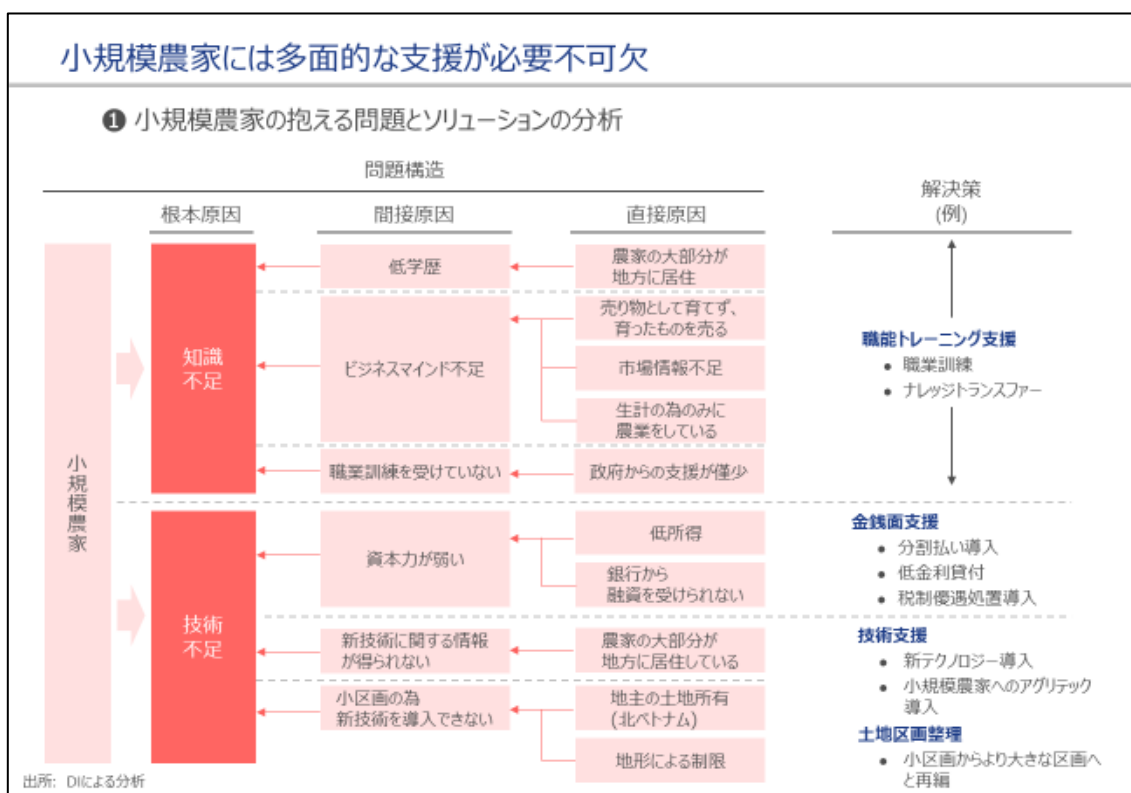 小規模農家には多面的な支援が必要不可欠
❶ 小規模農家の抱える問題とソリューションの分析
問題構造
解決策
(例)
根本原因
間接原因
直接原因
小規模農家
知識
不足
低学歴
農家の大部分が
地方に居住
ビジネスマインド不足
売り物として育てず、
育ったものを売る
市場情報不足
生計の為のみに
農業をしている
職業訓練を受けていない
政府からの支援が僅少
職能トレーニング支援
• 職業訓練
• ナレッジトランスファー
技術
不足
資本力が弱い
低所得
銀行から
融資を受けられない
金銭面支援
• 分割払い導入
• 低金利貸付
• 税制優遇処置導入
新技術に関する情報
が得られない
農家の大部分が
地方に居住している
小区画の為
新技術を導入できない
地主の土地所有
(北ベトナム)
地形による制限
技術支援
• 新テクノロジー導入
• 小規模農家へのアグリテック
導入
土地区画整理
• 小区画からより大きな区画へ
と再編
出所: DIによる分析